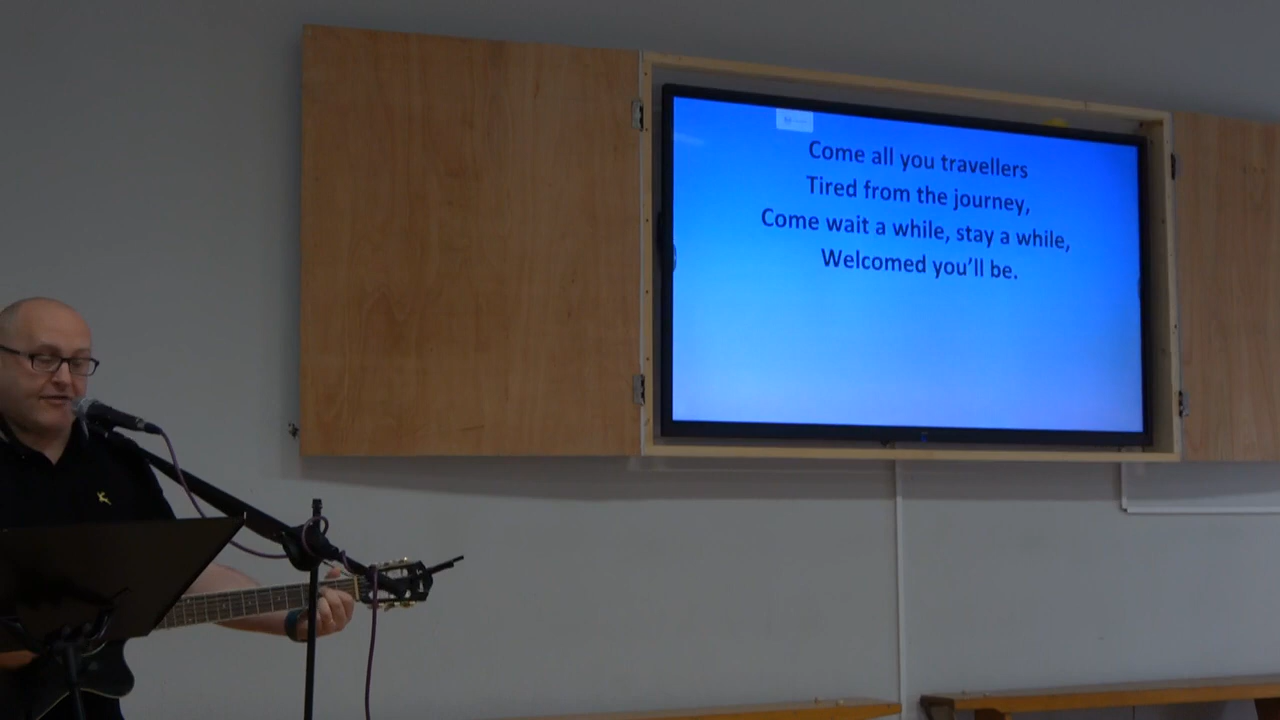 Come all you travellers
Tired from the journey,
Come wait a while, stay a while,
Welcomed you'll be.